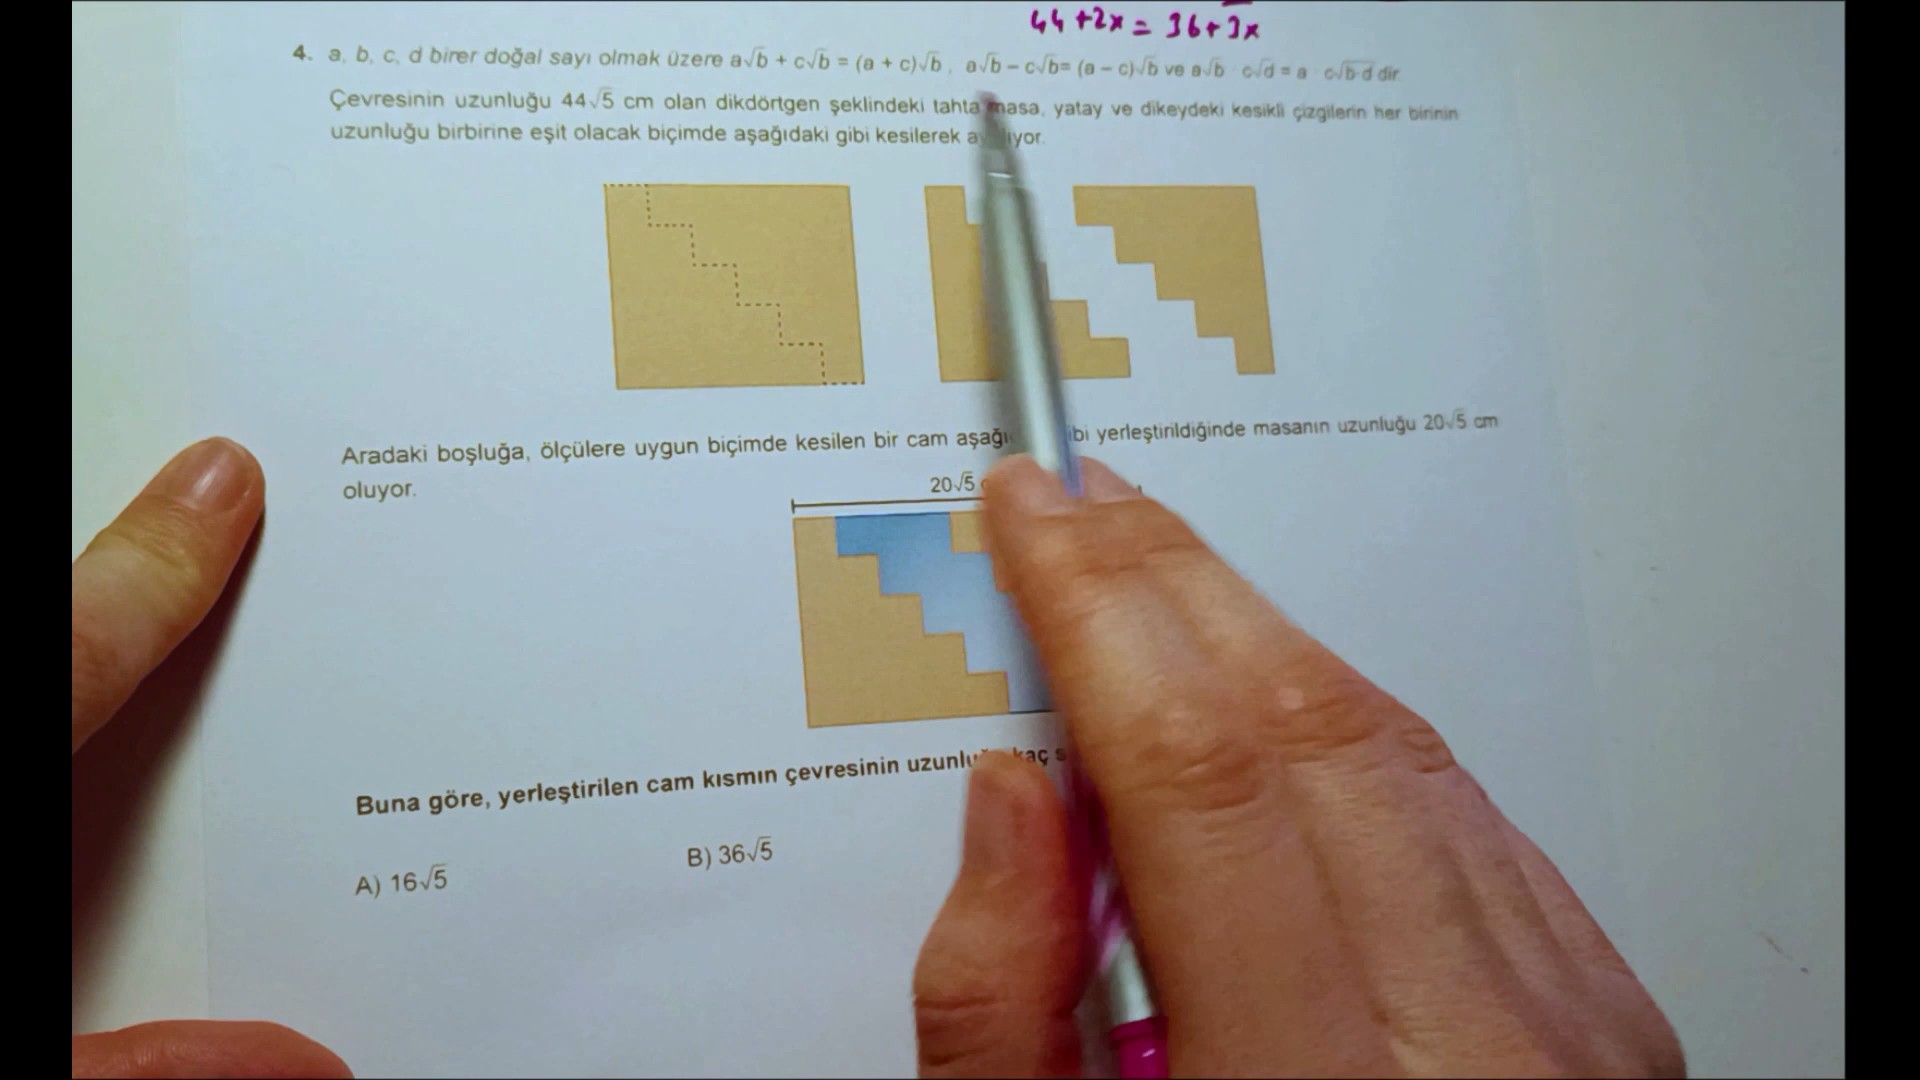 44+2x = 36+3x
4. a, b, c, d birer doğal sayı olmak üzere a√b + c√b = (a + c)√b , a√b − c√b= (a − c)√b ve a√b · c√d = a · c√b·d dir.
Çevresinin uzunluğu 44√5 cm olan dikdörtgen şeklindeki tahta masa, yatay ve dikeydeki kesikli çizgilerin her birinin
uzunluğu birbirine eşit olacak biçimde aşağıdaki gibi kesilerek
Aradaki boşluğa, ölçülere uygun biçimde kesilen bir cam yerleştirildiğinde masanın uzunluğu 20√5 cm
oluyor.
20√5
Buna göre, yerleştirilen cam kısmın çevresinin kaç
A) 16√5
B) 36√5